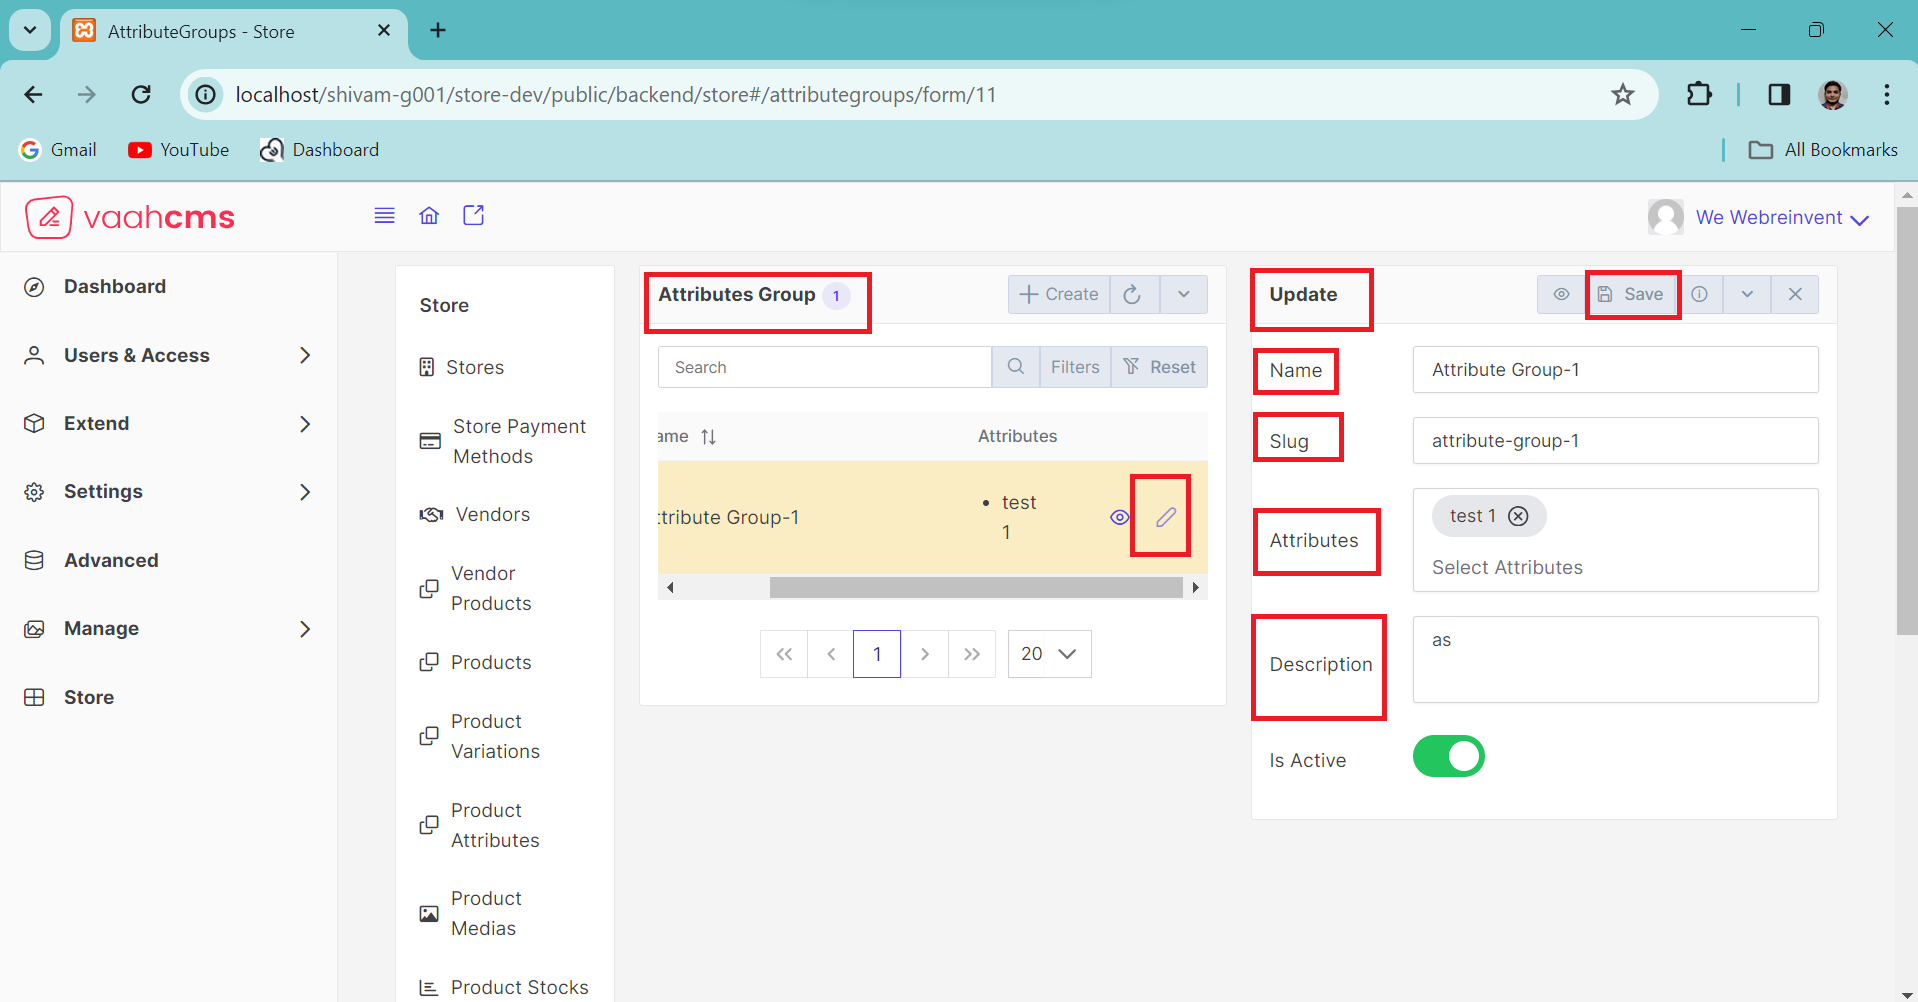 AttributeGroups - Store
localhost/shivam-g001/store-dev/public/backend/store#/attributegroups/form/11
Gmail
YouTube
Dashboard
All Bookmarks
vaahcms
We Webreinvent
Dashboard
Users & Access
Extend
Settings
Advanced
Manage
Store
Store
Stores
Store Payment
Methods
Vendors
Vendor
Products
Products
Product
Variations
Product
Attributes
Product
Medias
Product Stocks
Attributes Group 1
Create
Search
Filters
Reset
ame
Attributes
ttribute Group-1
• test
1
1
20
Update
Save
Name
Attribute Group-1
Slug
attribute-group-1
Attributes
test 1
Select Attributes
Description
as
Is Active